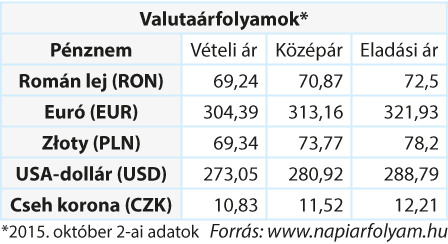 Valutaárfolyamok*
Pénznem Vételi ár Középár Eladási ár
Román lej (RON) 69,24 70,87 72,5
Euró (EUR) 304,39 313,16 321,93
Złoty (PLN) 69,34 73,77 78,2
USA-dollár (USD) 273,05 280,92 288,79
Cseh korona (CZK) 10,83 11,52 12,21
*2015. október 2-ai adatok Forrás: www.napiarfolyam.hu